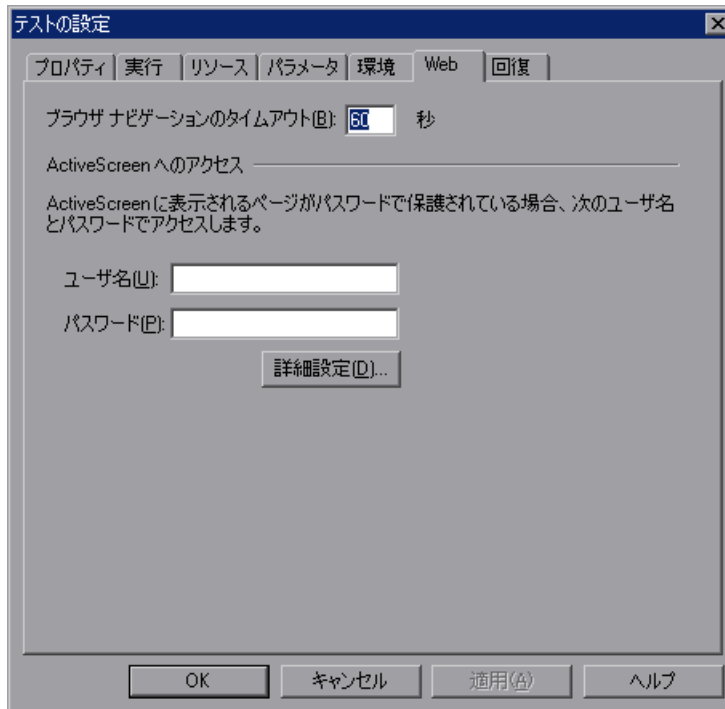 テストの設定
プロパティ 実行 リソース パラメータ 環境 Web 回復
ブラウザ ナビゲーションのタイムアウト(B): 60 秒
ActiveScreen へのアクセス
ActiveScreen に表示されるページがパスワードで保護されている場合、次のユーザ名
とパスワードでアクセスします。
ユーザ名(U):
パスワード(P):
詳細設定(D)...
OK キャンセル 適用(A) ヘルプ